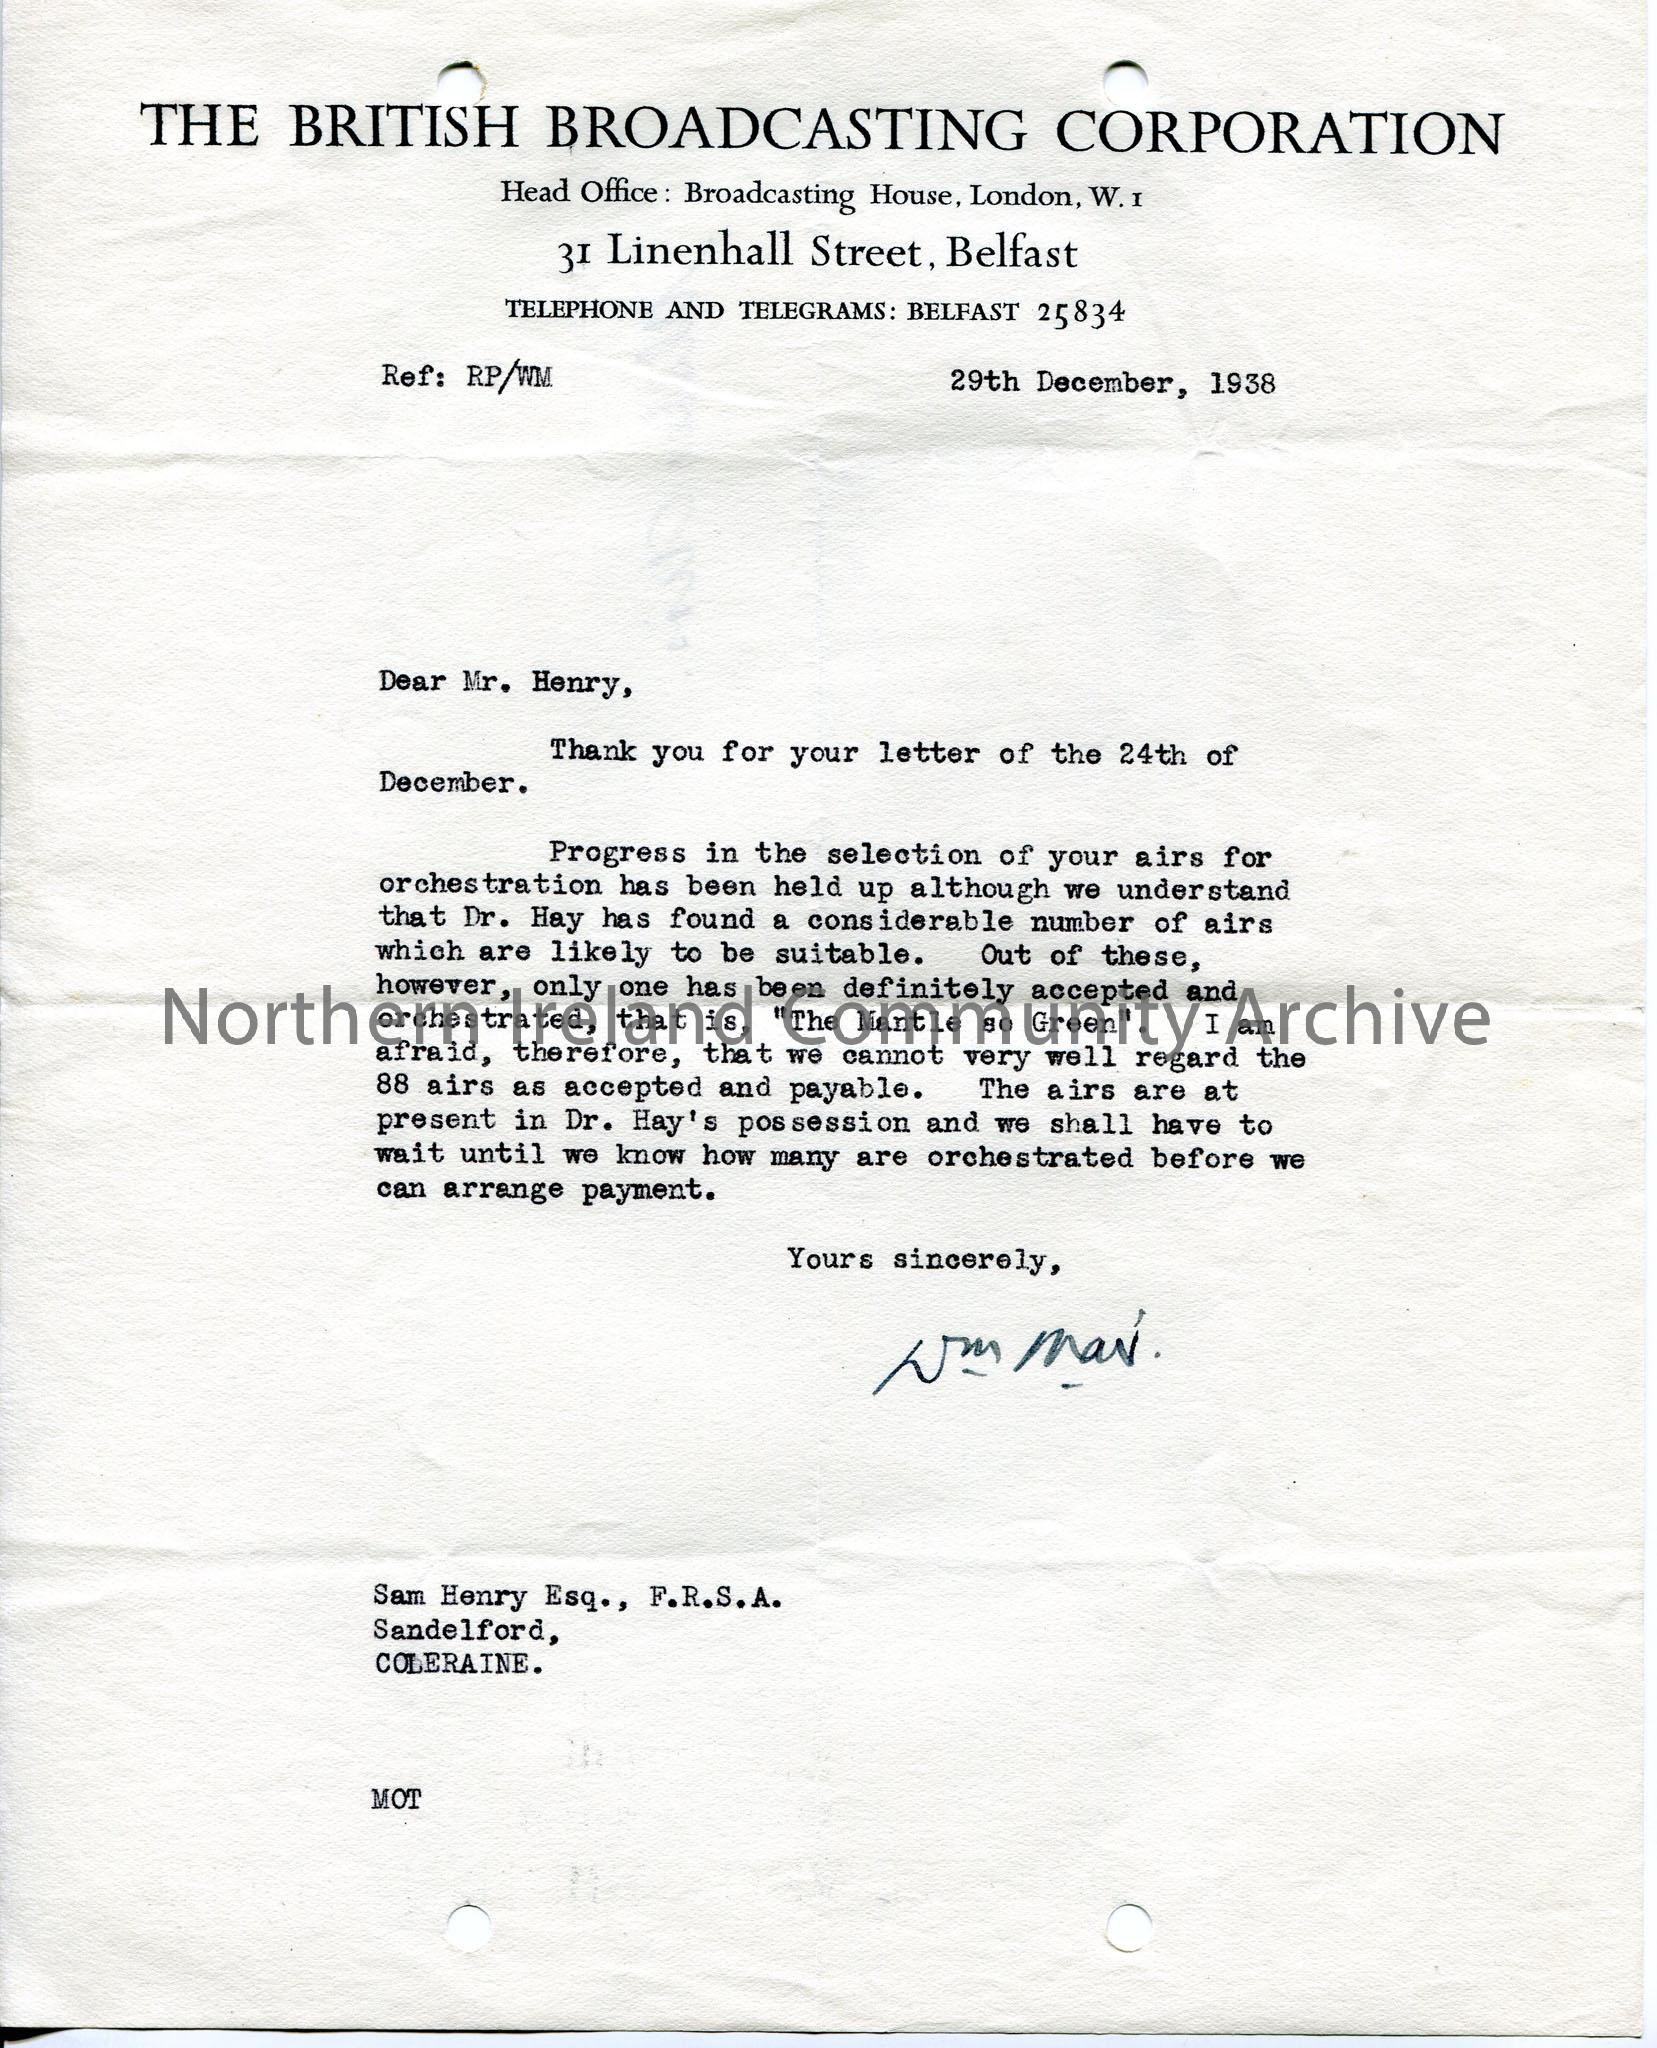 THE BRITISH BROADCASTING CORPORATION
Head Office: Broadcasting House, London, W. 1
31 Linenhall Street, Belfast
TELEPHONE AND TELEGRAMS: BELFAST 25834
Ref: RP/WM 29th December, 1938
Dear Mr. Henry,
Thank you for your letter of the 24th of
December.
Progress in the selection of your airs for
orchestration has been held up although we understand
that Dr. Hay has found a considerable number of airs
which are likely to be suitable. Out of these,
however, only one has been definitely accepted and
orchestrated, that is, "The Mantle so Green". I am
afraid, therefore, that we cannot very well regard the
88 airs as accepted and payable. The airs are at
present in Dr. Hay's possession and we shall have to
wait until we know how many are orchestrated before we
can arrange payment.
Northern Ireland Community Archive
Yours sincerely,
Wm
Sam Henry Esq., F.R.S.A.
Sandelford,
COLERAINE.
MOT